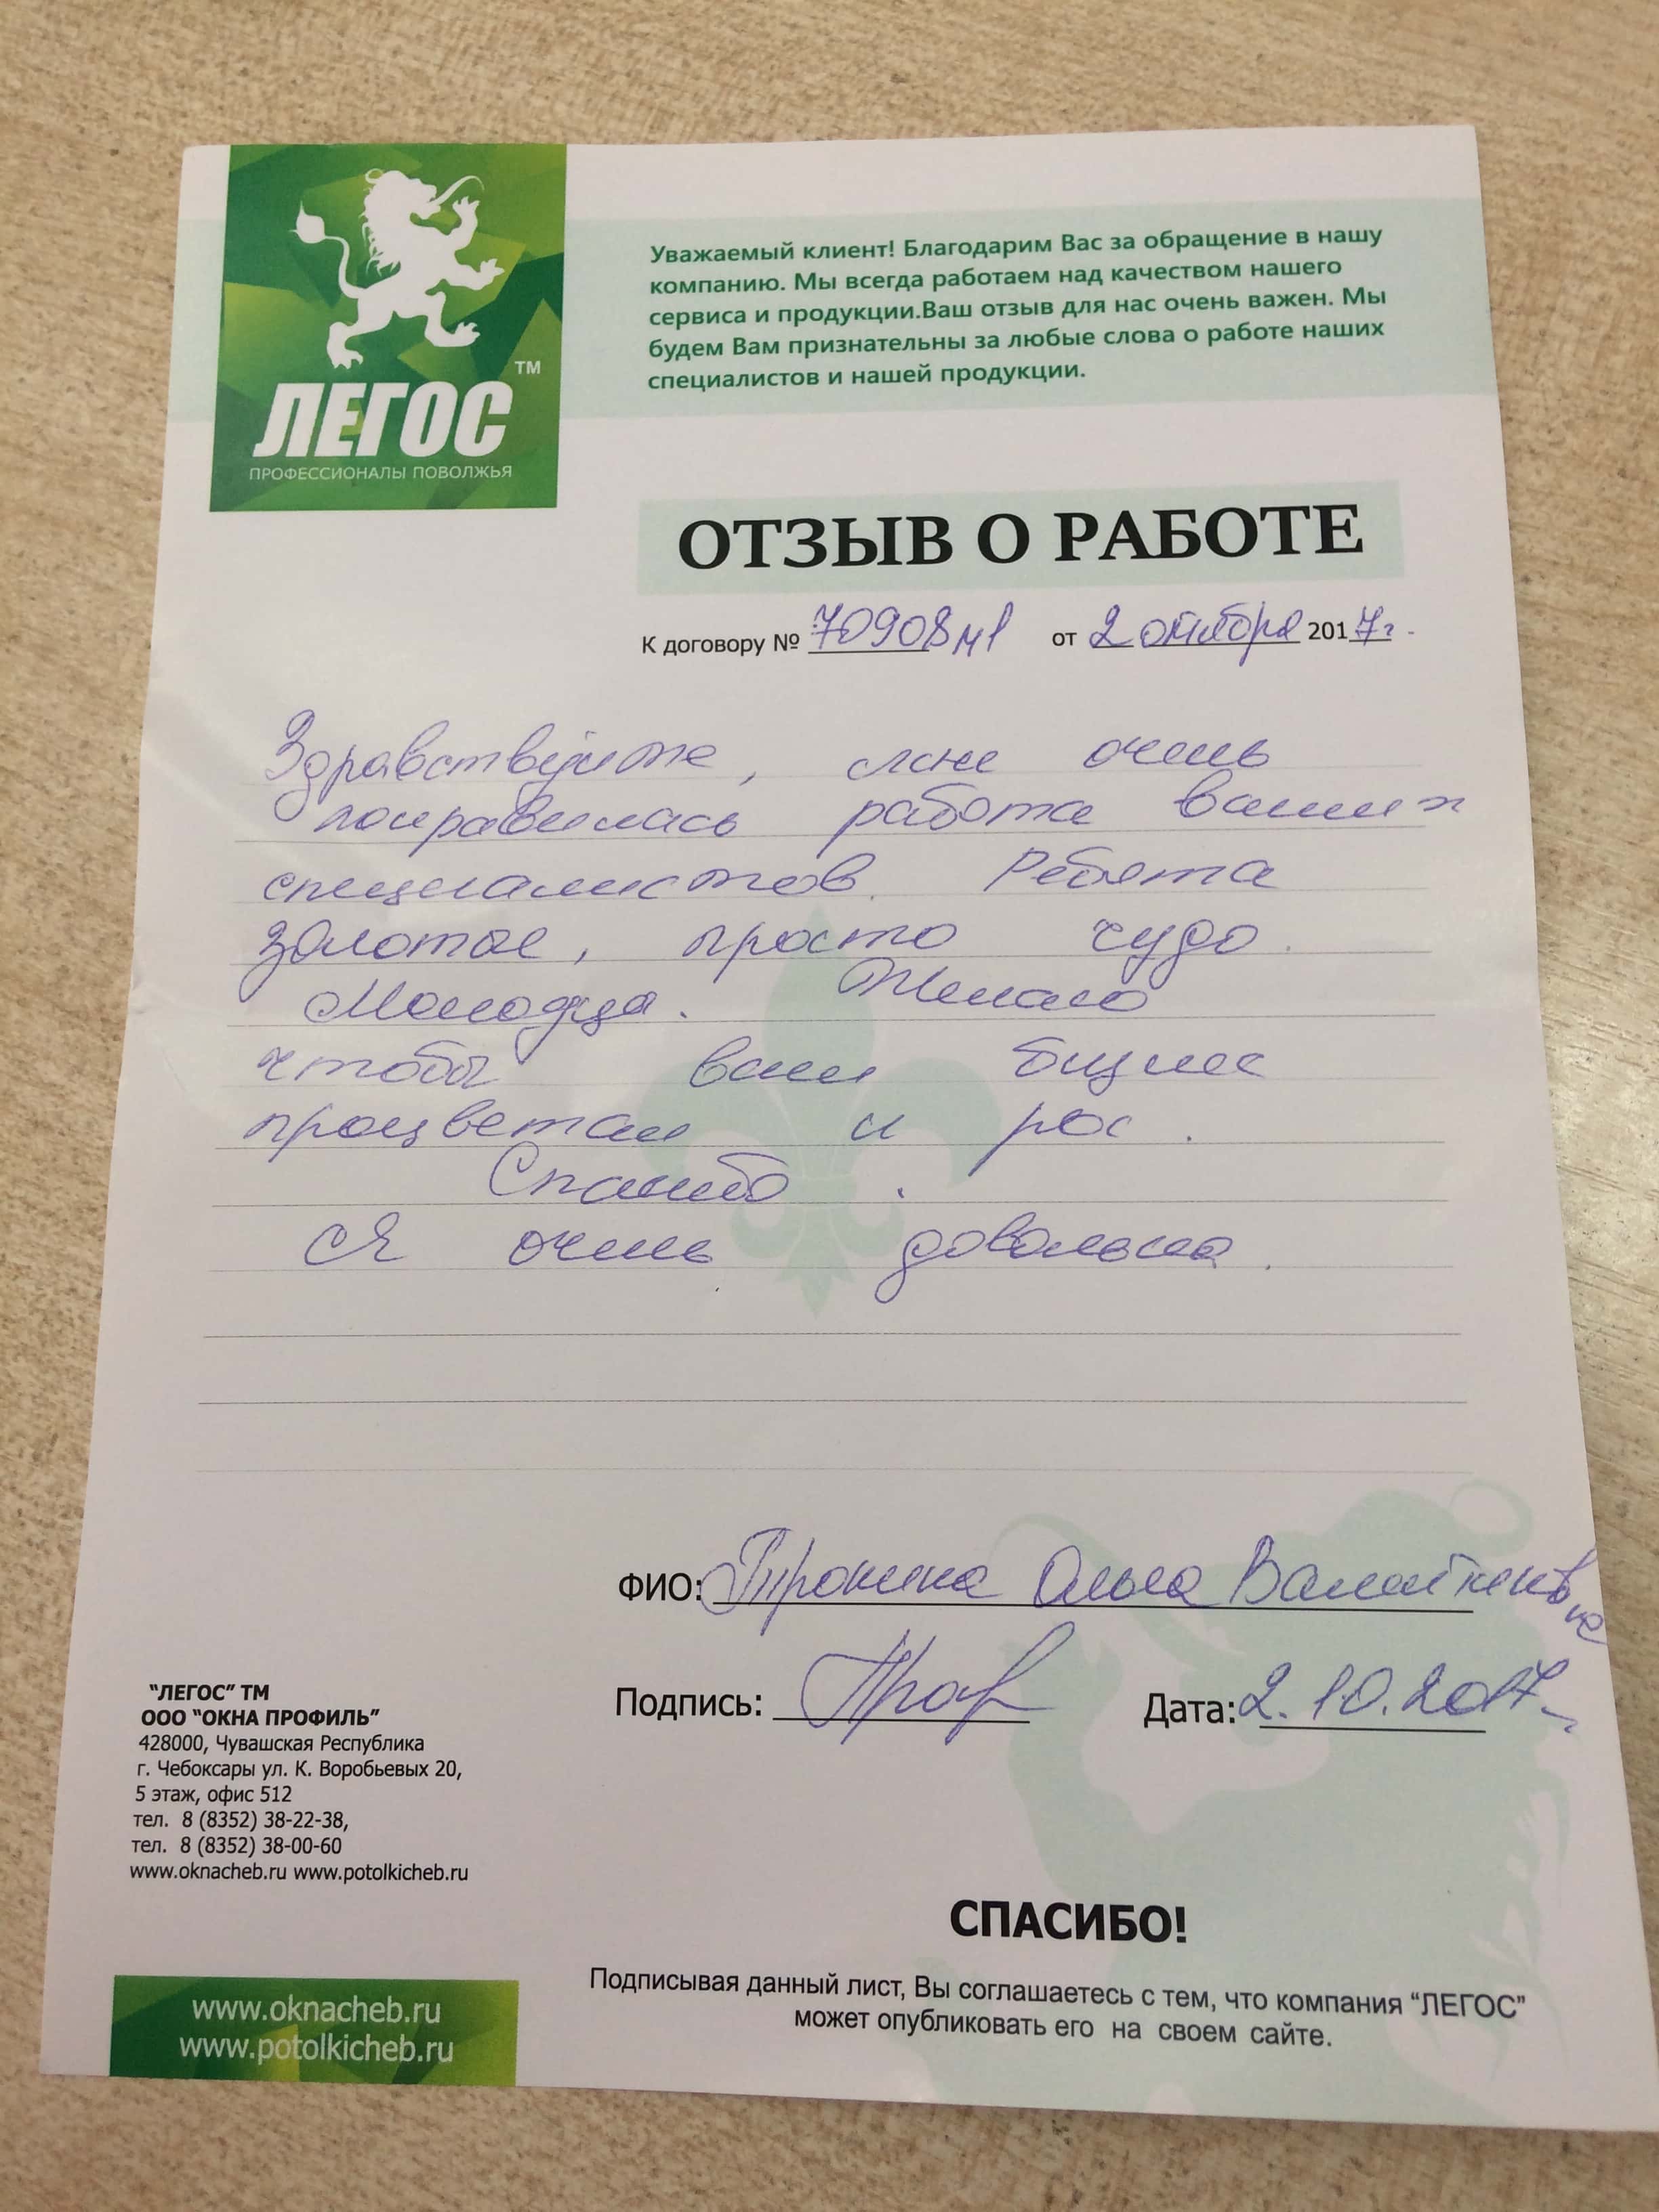 ЛЕГОС™
ПРОФЕССИОНАЛЫ ПОВОЛЖЬЯ
Уважаемый клиент! Благодарим Вас за обращение в нашу
компанию. Мы всегда работаем над качеством нашего
сервиса и продукции.Ваш отзыв для нас очень важен. Мы
будем Вам признательны за любые слова о работе наших
специалистов и нашей продукции.
ОТЗЫВ О РАБОТЕ
К договору № 70908м1 от 2 октября 2017г.
Здравствуйте, мне очень
понравилась работа ваших
специалистов. Ребята
золотые, просто чудо.
Молодцы. Желаю
чтобы ваш
процветал и рос.
Спасибо.
Я очень довольна.
ФИО: Ольга
Подпись:
Дата: 2.10.2017
"ЛЕГОС" ТМ
ООО "ОКНА ПРОФИЛЬ"
428000, Чувашская Республика
г. Чебоксары ул. К. Воробьевых 20,
5 этаж, офис 512
тел. 8 (8352) 38-22-38,
тел. 8 (8352) 38-00-60
www.oknacheb.ru www.potolkicheb.ru
СПАСИБО!
Подписывая данный лист, Вы соглашаетесь с тем, что компания "ЛЕГОС"
может опубликовать его на своем сайте.
www.oknacheb.ru
www.potolkicheb.ru